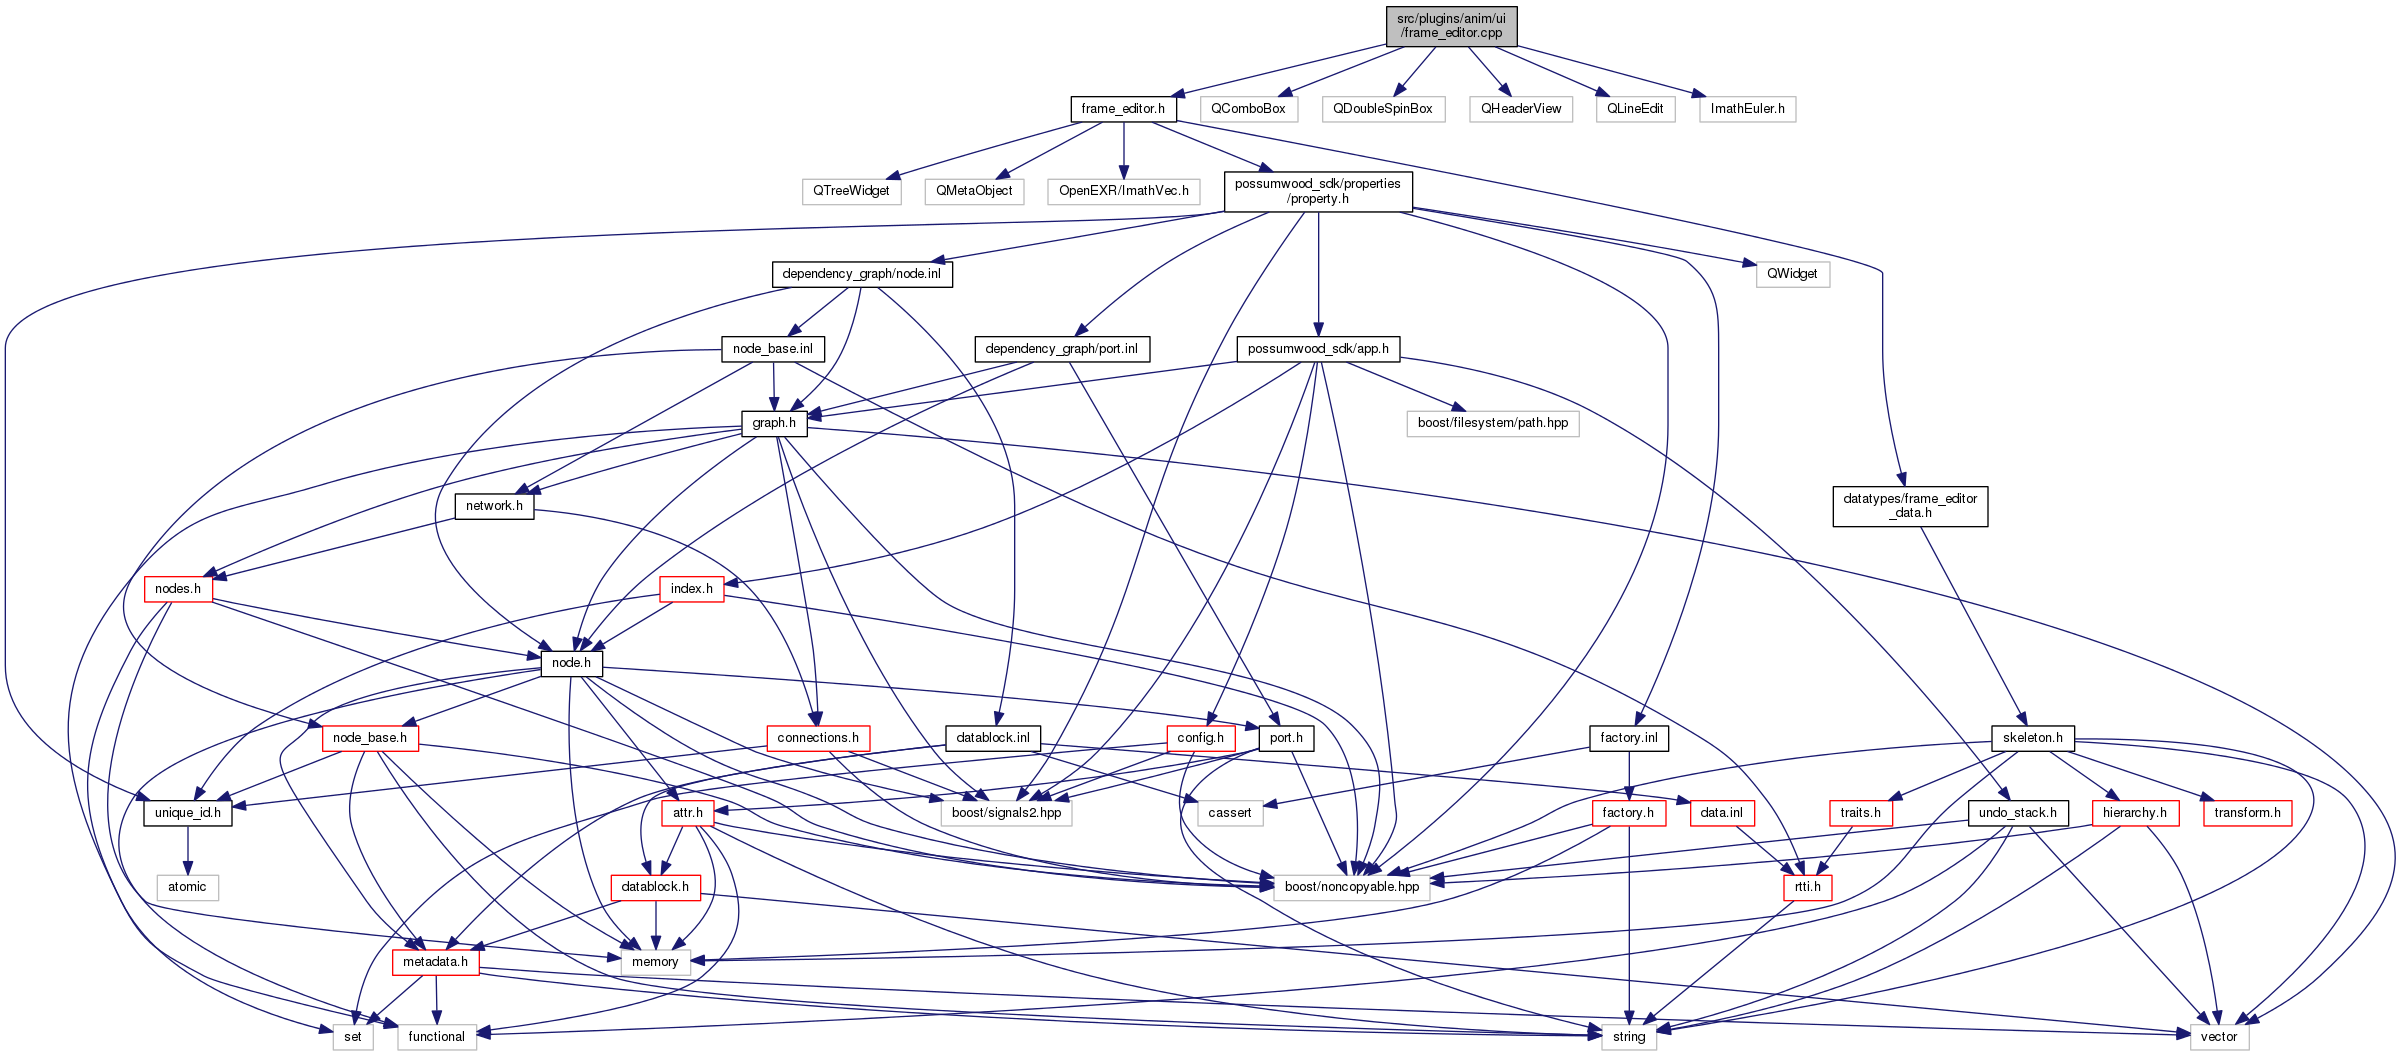 src/plugins/anim/ui
/frame_editor.cpp
frame_editor.h
QComboBox
QDoubleSpinBox
QHeaderView
QLineEdit
ImathEuler.h
QTreeWidget
QMetaObject
OpenEXR/ImathVec.h
possumwood_sdk/properties
/property.h
dependency_graph/node.inl
QWidget
node_base.inl
dependency_graph/port.inl
possumwood_sdk/app.h
graph.h
boost/filesystem/path.hpp
network.h
datatypes/frame_editor
_data.h
nodes.h
index.h
node.h
node_base.h
connections.h
datablock.inl
config.h
port.h
factory.inl
skeleton.h
unique_id.h
attr.h
boost/signals2.hpp
cassert
factory.h
data.inl
traits.h
undo_stack.h
hierarchy.h
transform.h
atomic
datablock.h
boost/noncopyable.hpp
rtti.h
metadata.h
memory
set
functional
string
vector